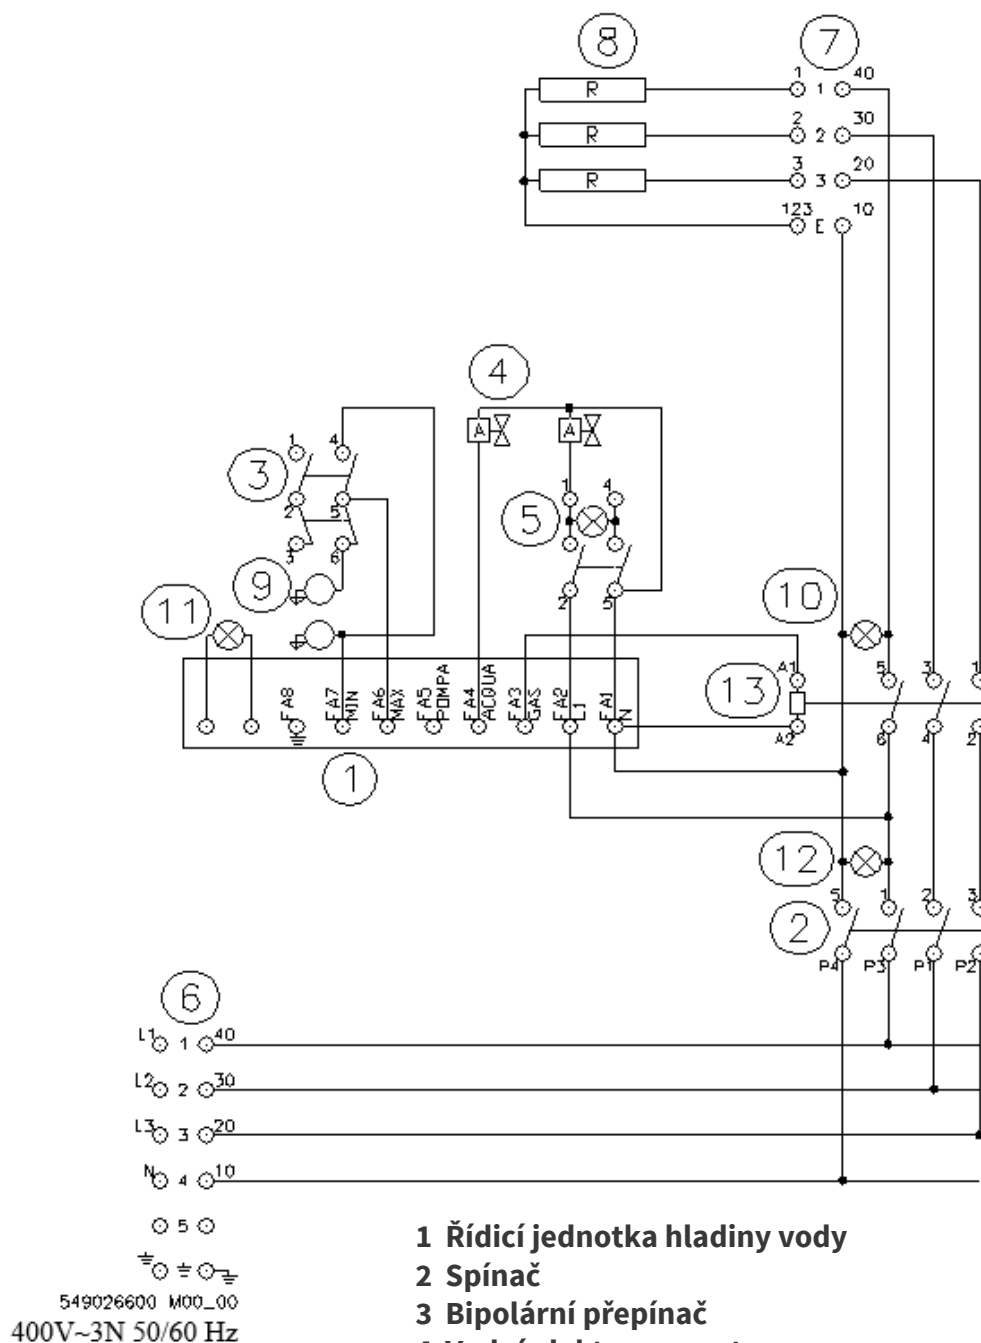 8 7
1 40
R 1
2 30
R 2
3 20
R 3
123 10
E
4
A A
1 4
3
2 5
3 6
1 4
5
2 5
9
11
10
5 3 1
A1
13
A2
6 4 2
FA8
FA7 MIN
FA6 MAX
FA5 POMPA
FA4 ACQUA
FA3 GAS
FA2 L1
FA1 N
1
12
5 1 2 3
2
P4 P3 P1 P2
6
L1 1 40
L2 2 30
L3 3 20
N 4 10
5
549026600 M00_00
400V~3N 50/60 Hz
1 Řídicí jednotka hladiny vody
2 Spínač
3 Bipolární přepínač